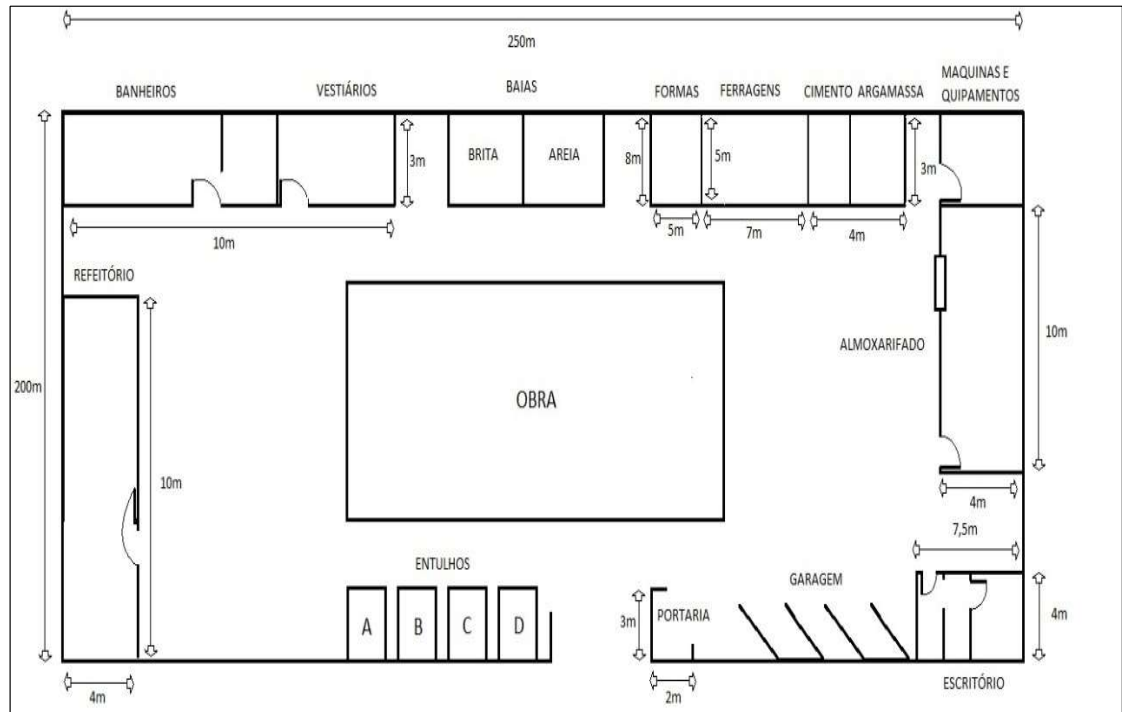 250m
BANHEIROS
VESTIÁRIOS
BAIAS
FORMAS
FERRAGENS
CIMENTO
ARGAMASSA
MAQUINAS E
QUIPAMENTOS
3m
BRITA
AREIA
8m
5m
3m
10m
5m
7m
4m
REFEITÓRIO
200m
10m
OBRA
ALMOXARIFADO
10m
4m
7,5m
ENTULHOS
A
B
C
D
3m
PORTARIA
GARAGEM
4m
4m
2m
ESCRITÓRIO